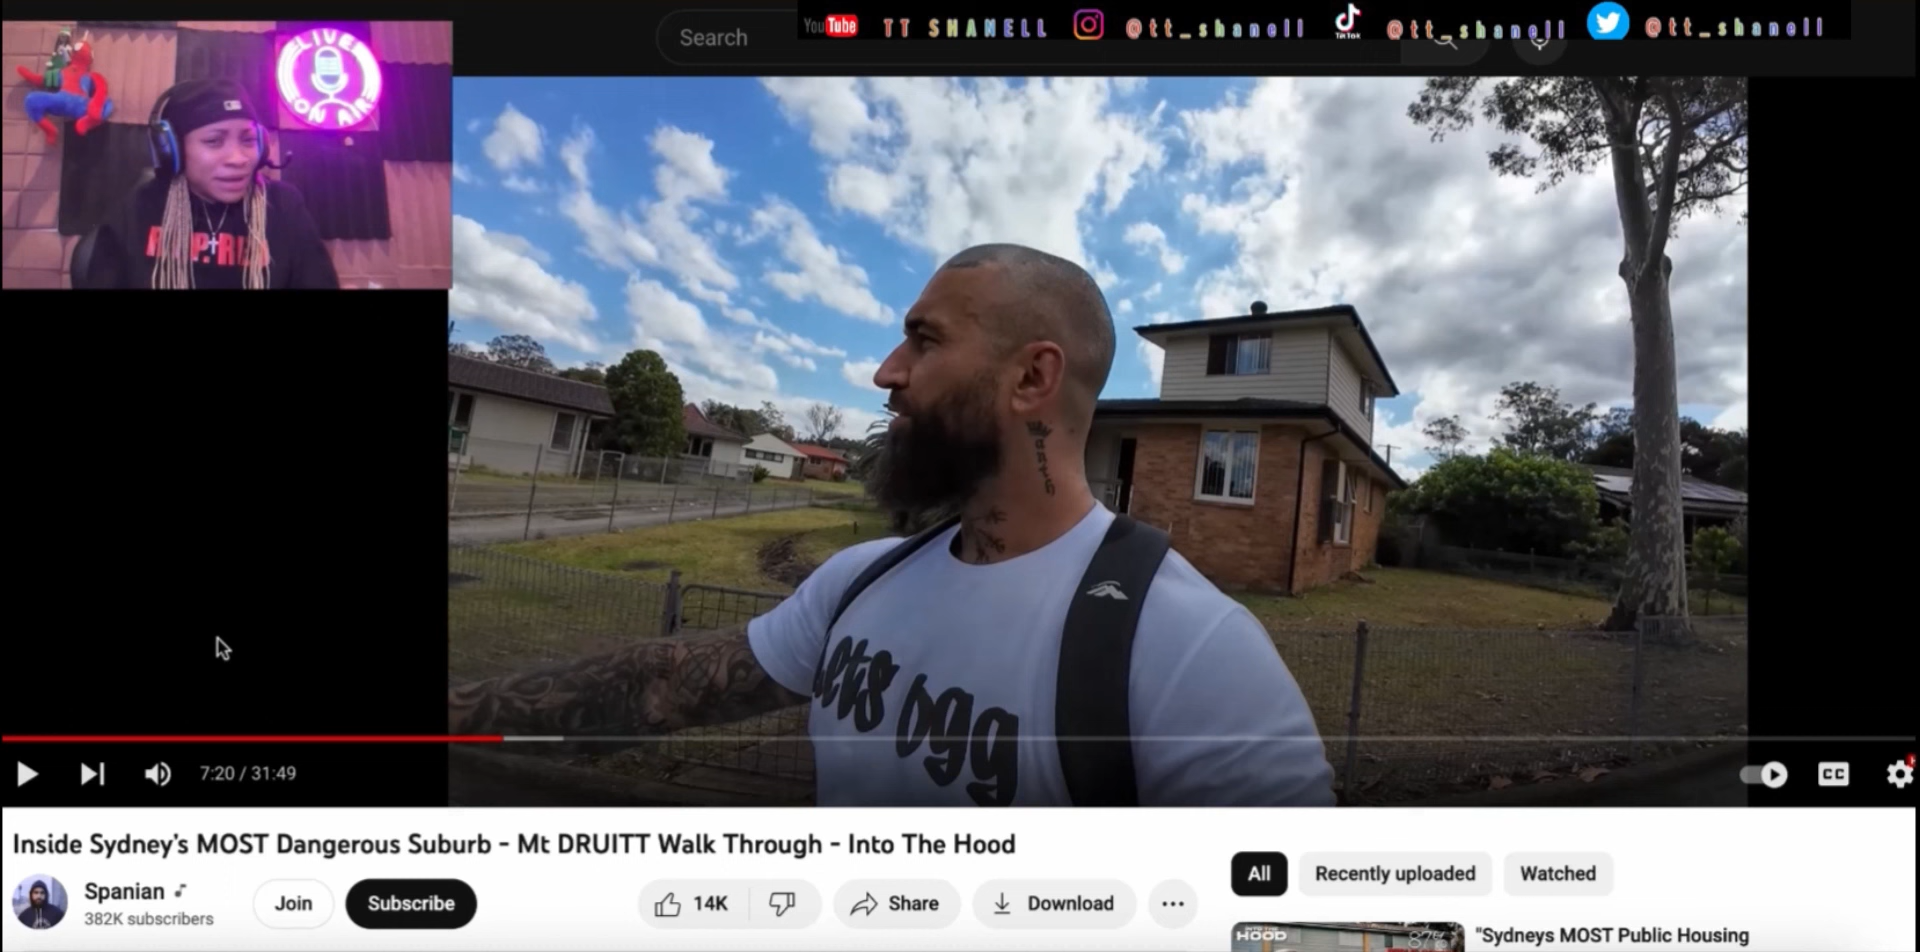 Search
YouTube TT SHANELL @tt_shanell TikTok @tt_shanell @tt_shanell
LIVE
ON AIR
lets ogg
7:20 / 31:49
CC
Inside Sydney's MOST Dangerous Suburb - Mt DRUITT Walk Through - Into The Hood
Spanian
382K subscribers
Join
Subscribe
14K
Share
Download
All
Recently uploaded
Watched
HOOD
"Sydneys MOST Public Housing